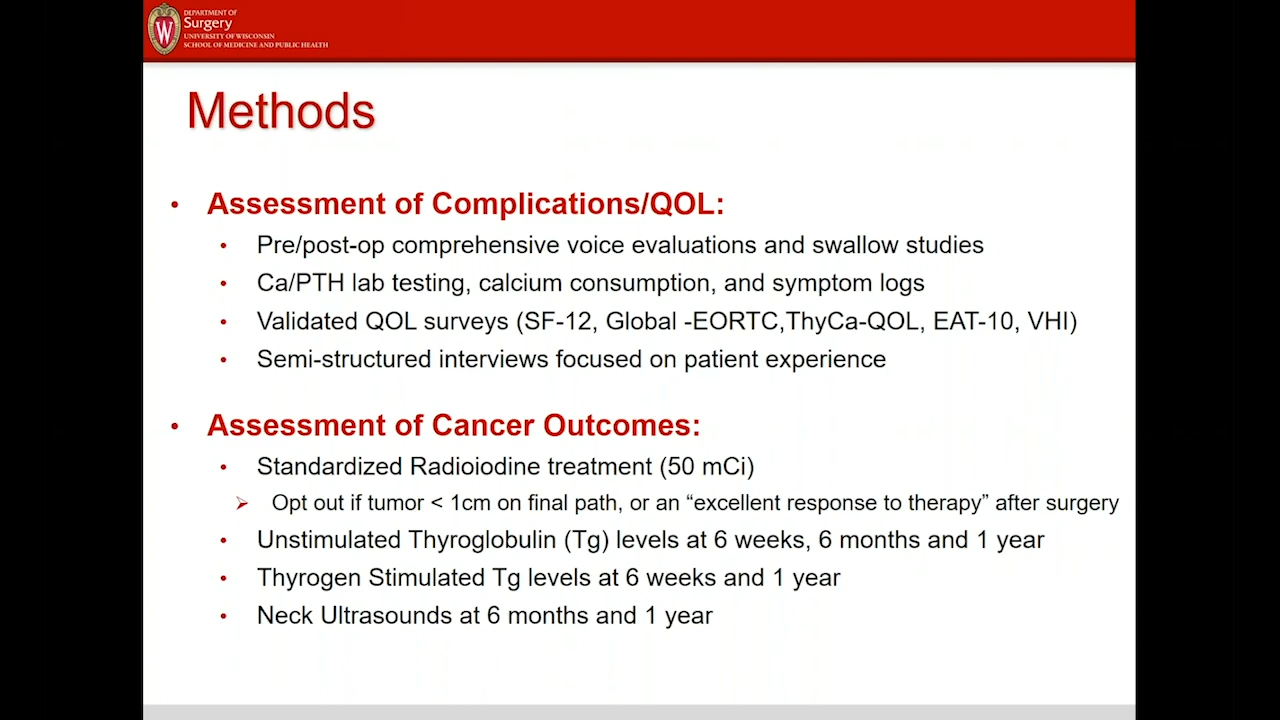 W
DEPARTMENT OF
Surgery
UNIVERSITY OF WISCONSIN
SCHOOL OF MEDICINE AND PUBLIC HEALTH
Methods
• Assessment of Complications/QOL:
• Pre/post-op comprehensive voice evaluations and swallow studies
• Ca/PTH lab testing, calcium consumption, and symptom logs
• Validated QOL surveys (SF-12, Global -EORTC,ThyCa-QOL, EAT-10, VHI)
• Semi-structured interviews focused on patient experience
• Assessment of Cancer Outcomes:
• Standardized Radioiodine treatment (50 mCi)
➢ Opt out if tumor < 1cm on final path, or an “excellent response to therapy” after surgery
• Unstimulated Thyroglobulin (Tg) levels at 6 weeks, 6 months and 1 year
• Thyrogen Stimulated Tg levels at 6 weeks and 1 year
• Neck Ultrasounds at 6 months and 1 year